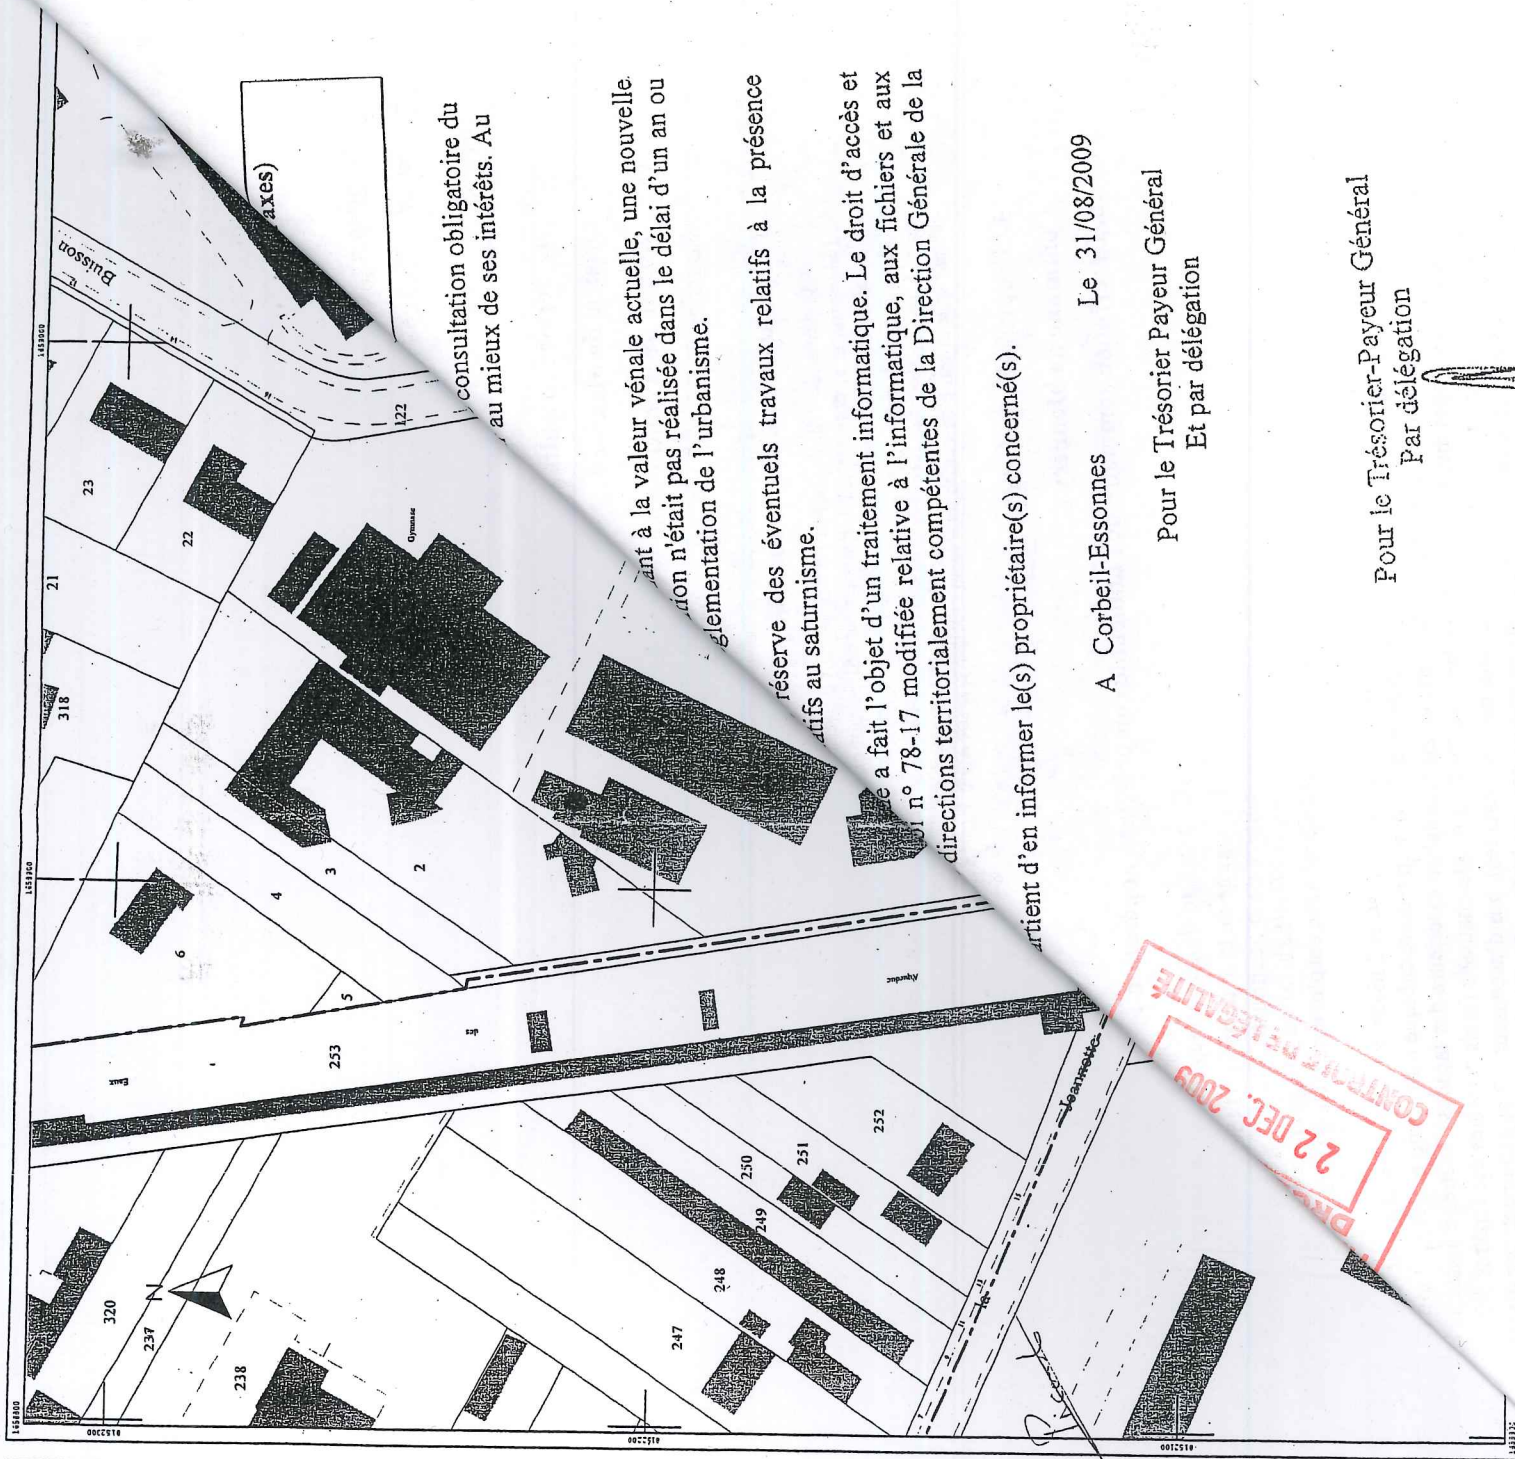 axes)
consultation obligatoire du
au mieux de ses intérêts. Au
ant à la valeur vénale actuelle, une nouvelle
ion n'était pas réalisée dans le délai d'un an ou
glementation de l'urbanisme.
réserve des éventuels travaux relatifs à la présence
atifs au saturnisme.
e a fait l'objet d'un traitement informatique. Le droit d'accès et
oi n° 78-17 modifiée relative à l'informatique, aux fichiers et aux
directions territorialement compétentes de la Direction Générale de la
artient d'en informer le(s) propriétaire(s) concerné(s).
A Corbeil-Essonnes Le 31/08/2009
Pour le Trésorier Payeur Général
Et par délégation
Pour le Trésorier-Payeur Général
Par délégation
CONTROLE DE LÉGALITÉ
22 DEC. 2009
Buisson
122
23
22
21
318
Gymnase
2
3
4
5
6
253
Eaux
des
Aqueduc
252
251
250
249
248
247
320
237
N
238
la
Jeannotte